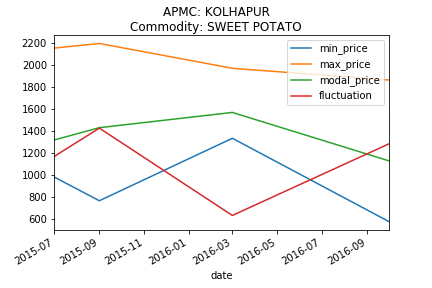 APMC: KOLHAPUR
Commodity: SWEET POTATO
min_price
max_price
modal_price
fluctuation
2200
2000
1800
1600
1400
1200
1000
800
600
2015-07
2015-09
2015-11
2016-01
2016-03
2016-05
2016-07
2016-09
date